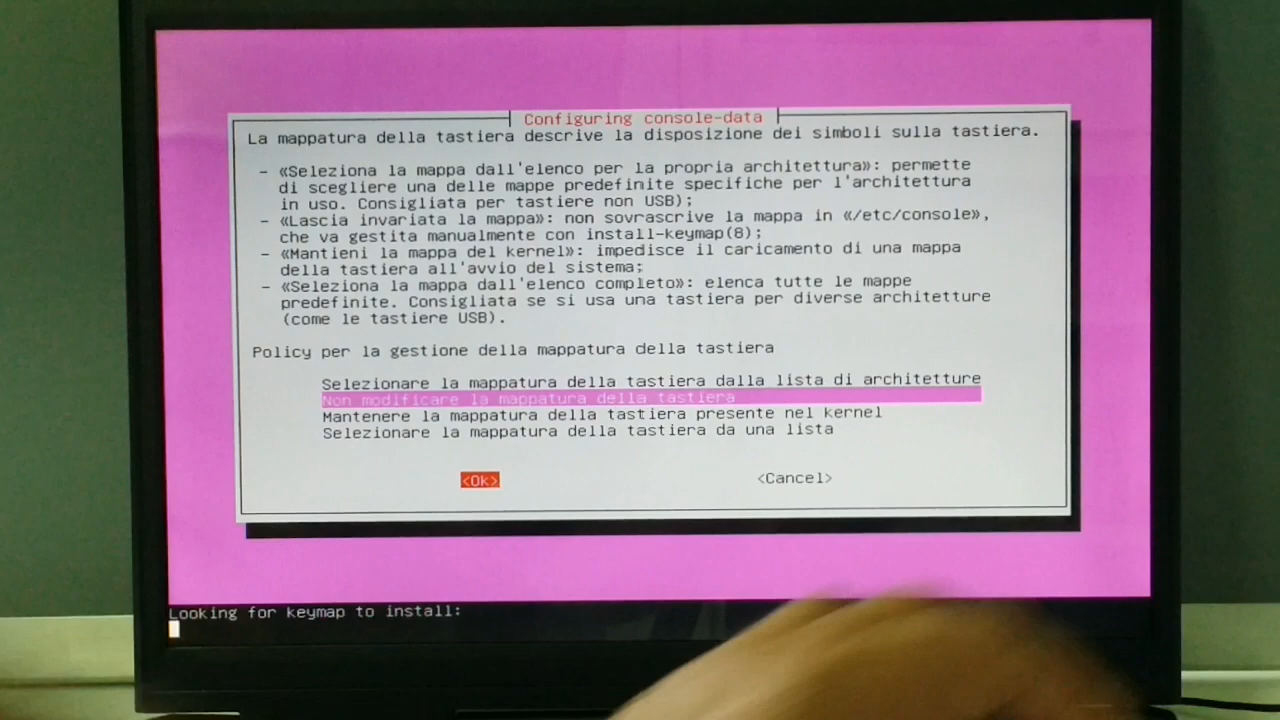 Configuring console-data
La mappatura della tastiera descrive la disposizione dei simboli sulla tastiera.
– «Seleziona la mappa dall'elenco per la propria architettura»: permette
di scegliere una delle mappe predefinite specifiche per l'architettura
in uso. Consigliata per tastiere non USB);
– «Lascia invariata la mappa»: non sovrascrive la mappa in «/etc/console»,
che va gestita manualmente con install-keymap(8);
– «Mantieni la mappa del kernel»: impedisce il caricamento di una mappa
della tastiera all'avvio del sistema;
– «Seleziona la mappa dall'elenco completo»: elenca tutte le mappe
predefinite. Consigliata se si usa una tastiera per diverse architetture
(come le tastiere USB).
Policy per la gestione della mappatura della tastiera
Selezionare la mappatura della tastiera dalla lista di architetture
Non modificare la mappatura della tastiera
Mantenere la mappatura della tastiera presente nel kernel
Selezionare la mappatura della tastiera da una lista
<Ok> <Cancel>
Looking for keymap to install: